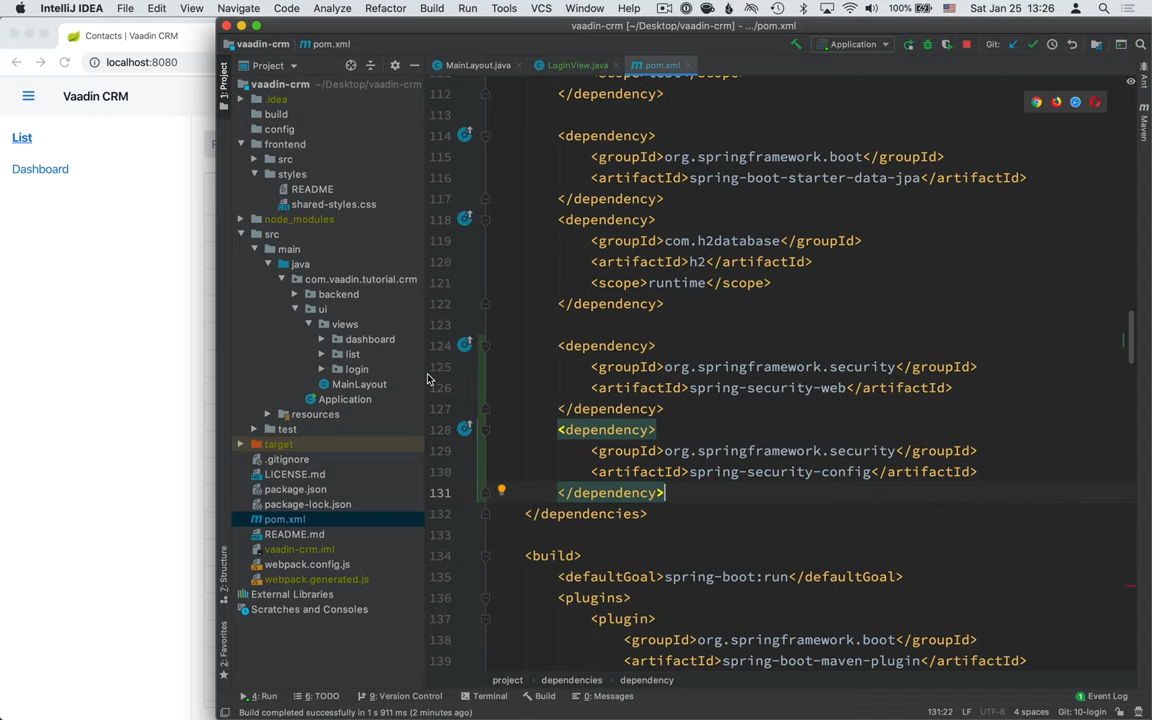 IntelliJ IDEA File Edit View Navigate Code Analyze Refactor Build Run Tools VCS Window Help 100% Sat Jan 25 13:26
Contacts | Vaadin CRM
localhost:8080
Vaadin CRM
List
Dashboard
vaadin-crm [~/Desktop/vaadin-crm] - .../pom.xml
vaadin-crm pom.xml
Application
Git:
Project
MainLayout.java
LoginView.java
pom.xml
1: Project
7: Structure
2: Favorites
Ant
Maven
vaadin-crm ~/Desktop/vaadin-crm
.idea
build
config
frontend
src
styles
README
shared-styles.css
node_modules
src
main
java
com.vaadin.tutorial.crm
backend
ui
views
dashboard
list
login
MainLayout
Application
resources
test
target
.gitignore
LICENSE.md
package.json
package-lock.json
pom.xml
README.md
vaadin-crm.iml
webpack.config.js
webpack.generated.js
External Libraries
Scratches and Consoles
112 </dependency>
113
114 <dependency>
115 <groupId>org.springframework.boot</groupId>
116 <artifactId>spring-boot-starter-data-jpa</artifactId>
117 </dependency>
118 <dependency>
119 <groupId>com.h2database</groupId>
120 <artifactId>h2</artifactId>
121 <scope>runtime</scope>
122 </dependency>
123
124 <dependency>
125 <groupId>org.springframework.security</groupId>
126 <artifactId>spring-security-web</artifactId>
127 </dependency>
128 <dependency>
129 <groupId>org.springframework.security</groupId>
130 <artifactId>spring-security-config</artifactId>
131 </dependency>
132 </dependencies>
133
134 <build>
135 <defaultGoal>spring-boot:run</defaultGoal>
136 <plugins>
137 <plugin>
138 <groupId>org.springframework.boot</groupId>
139 <artifactId>spring-boot-maven-plugin</artifactId>
project dependencies dependency
4: Run 6: TODO 9: Version Control Terminal Build 0: Messages 1 Event Log
Build completed successfully in 1 s 911 ms (2 minutes ago) 131:22 LF UTF-8 4 spaces Git: 10-login